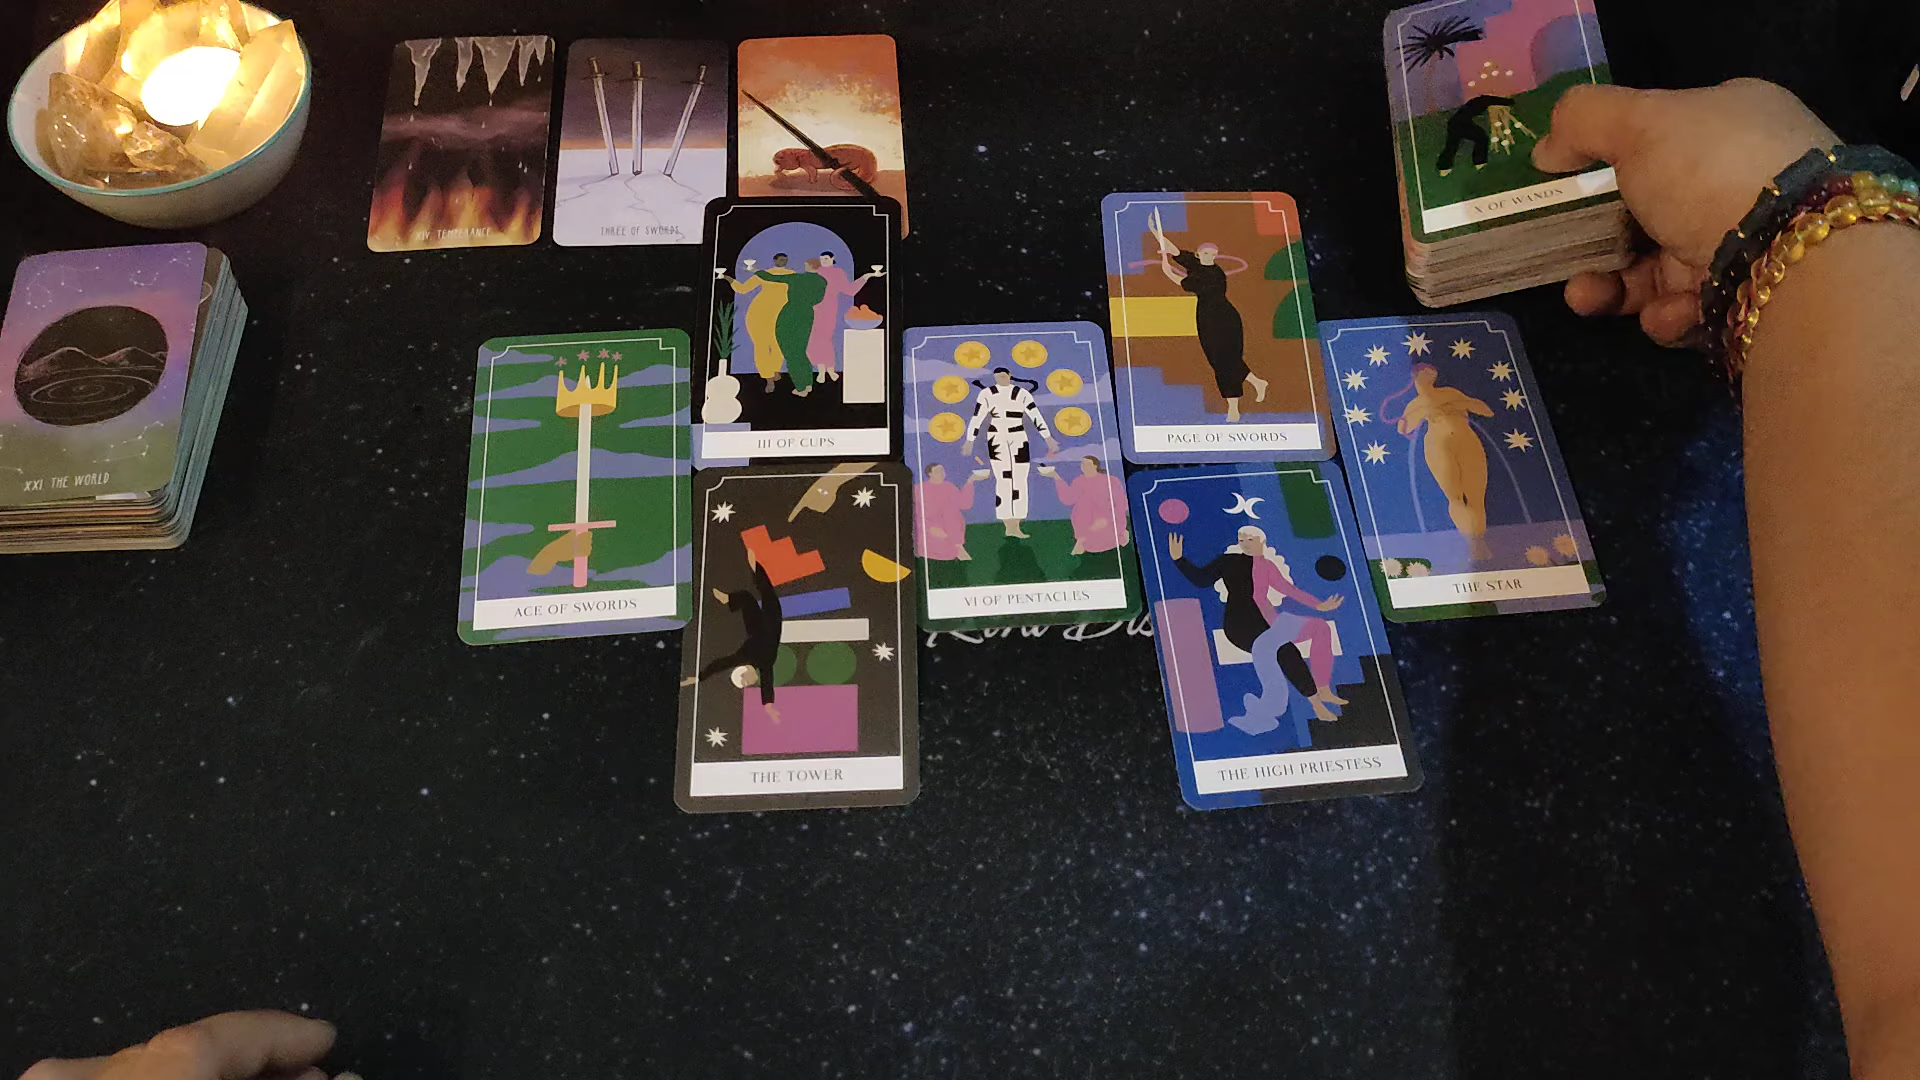 XIV. TEMPERANCE
THREE OF SWORDS
X OF WANDS
XXI THE WORLD
III OF CUPS
PAGE OF SWORDS
ACE OF SWORDS
VI OF PENTACLES
THE STAR
THE TOWER
THE HIGH PRIESTESS